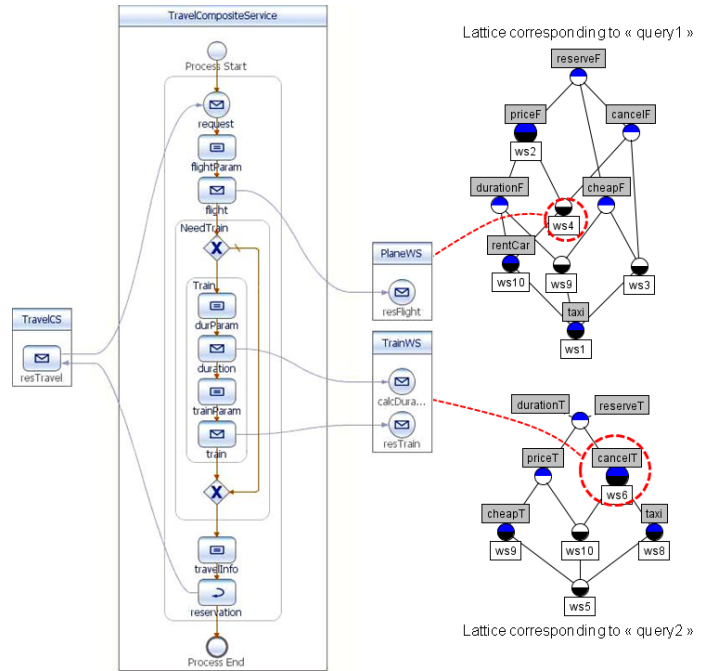 TravelCompositeService
Process Start
request
flightParam
flight
NeedTrain
X
Train
durParam
duration
trainParam
train
X
travelInfo
reservation
Process End
TravelCS
resTravel
PlaneWS
resFlight
TrainWS
calcDura...
resTrain
Lattice corresponding to « query1 »
reserveF
priceF
cancelF
ws2
durationF
cheapF
ws4
rentCar
ws10
ws9
ws3
taxi
ws1
durationT
reserveT
priceT
cancelT
ws6
cheapT
taxi
ws9
ws10
ws8
ws5
Lattice corresponding to « query2 »